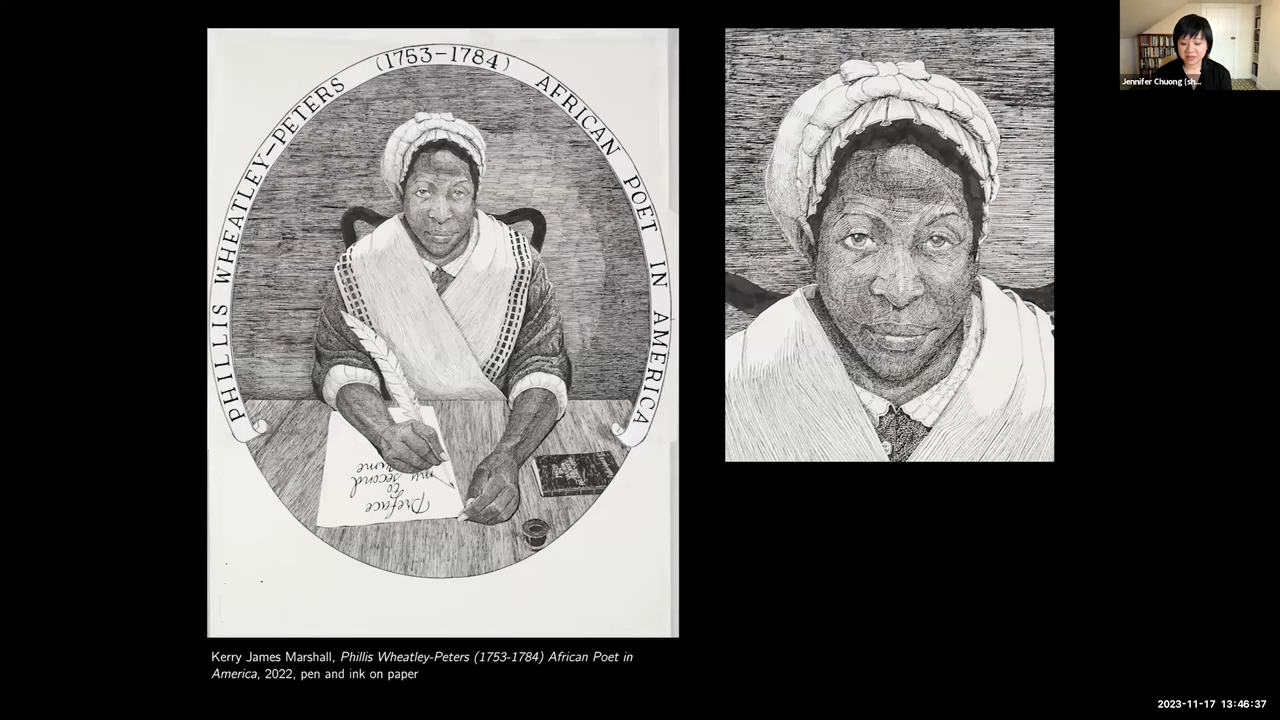 PHILLIS WHEATLEY-PETERS (1753-1784) AFRICAN POET IN AMERICA
Preface
to
my second
Kerry James Marshall, Phillis Wheatley-Peters (1753-1784) African Poet in
America, 2022, pen and ink on paper
Jennifer Chuong (sh...
2023-11-17 13:46:37